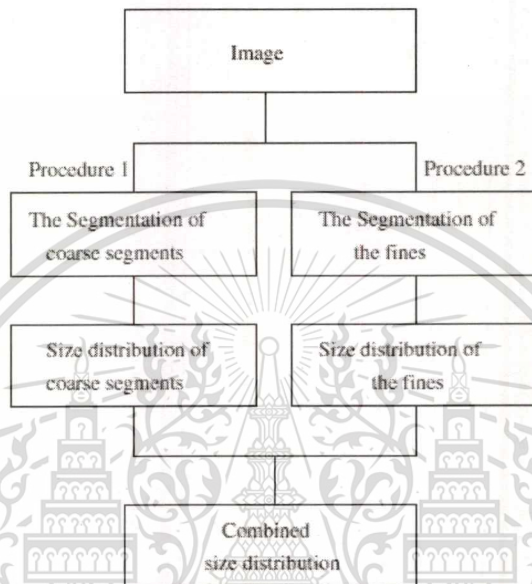 Image
Procedure 1
Procedure 2
The Segmentation of
coarse segments
The Segmentation of
the fines
Size distribution of
coarse segments
Size distribution of
the fines
Combined
size distribution